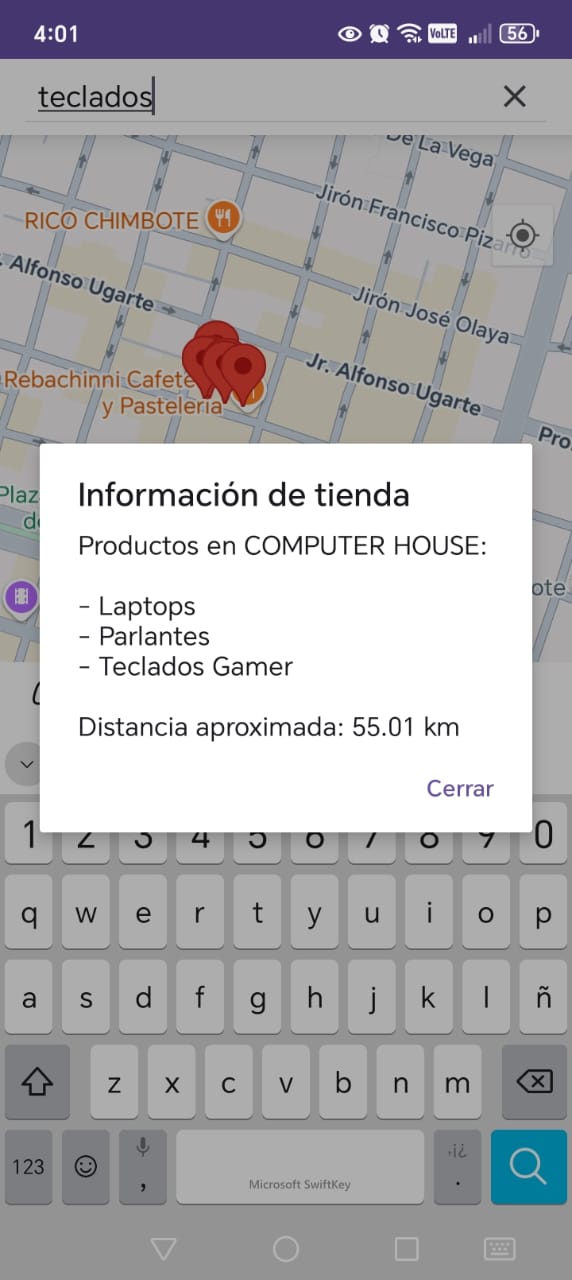 4:01
VoLTE
56
teclados
De La Vega
RICO CHIMBOTE
Jirón Francisco Pizarro
Alfonso Ugarte
Jirón José Olaya
Rebachinni Cafete
y Pastelería
Jr. Alfonso Ugarte
Pro
Plaz
de
ote
Información de tienda
Productos en COMPUTER HOUSE:
- Laptops
- Parlantes
- Teclados Gamer
Distancia aproximada: 55.01 km
Cerrar
1 2 3 4 5 6 7 8 9 0
q w e r t y u i o p
a s d f g h j k l ñ
z x c v b n m
123 , Microsoft SwiftKey ,¡¿ .